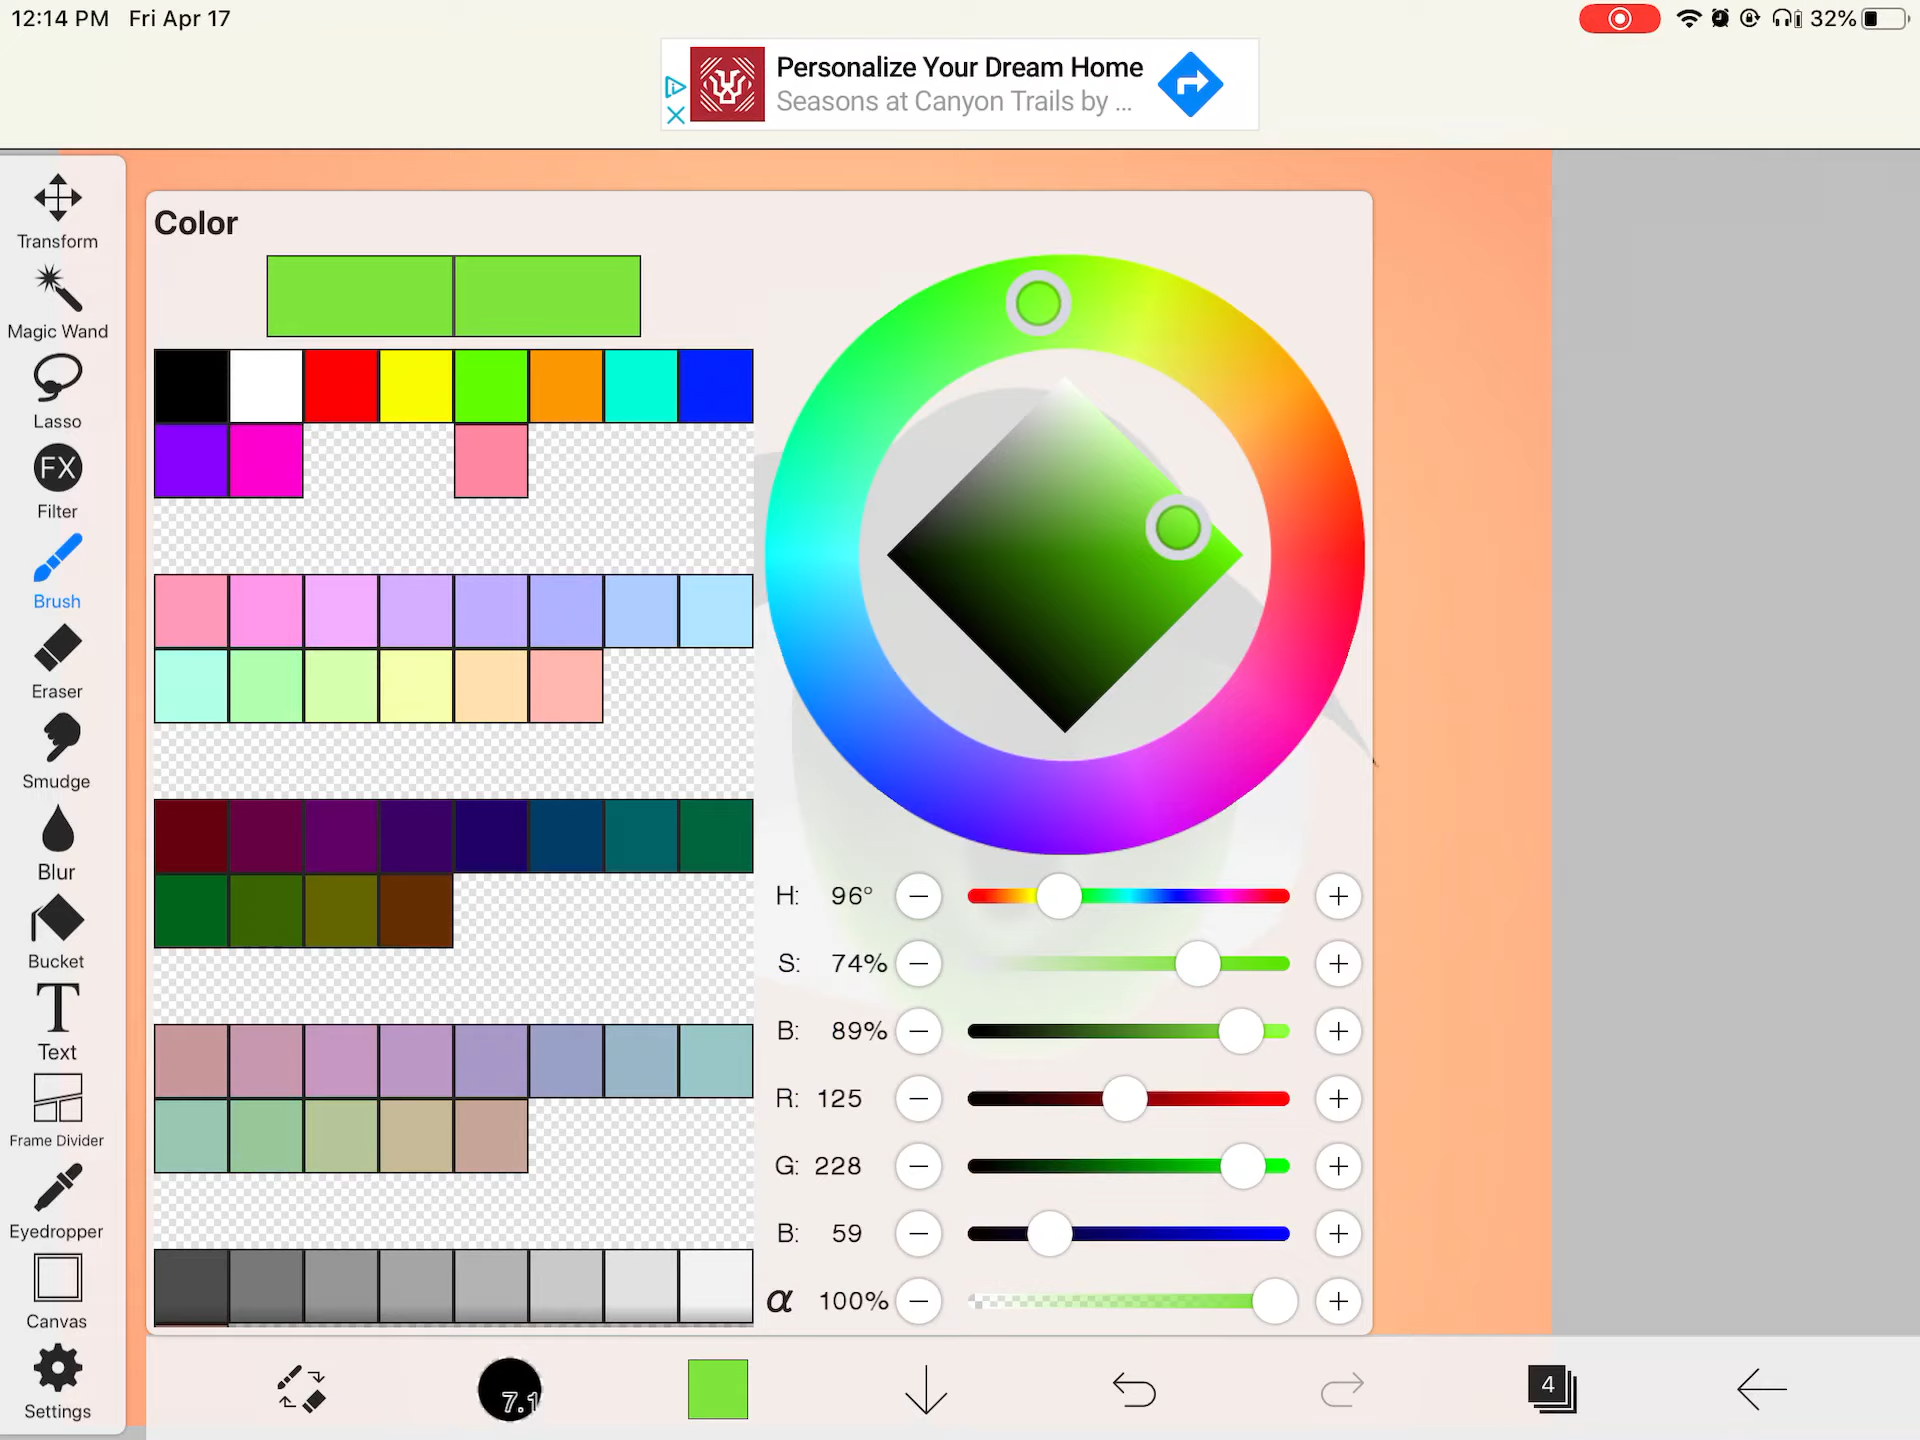 12:14 PM Fri Apr 17
32%
Personalize Your Dream Home
Seasons at Canyon Trails by ...
Transform
Magic Wand
Lasso
FX
Filter
Brush
Eraser
Smudge
Blur
Bucket
T
Text
Frame Divider
Eyedropper
Canvas
Settings
Color
H: 96°
S: 74%
B: 89%
R: 125
G: 228
B: 59
α 100%
7.1
4